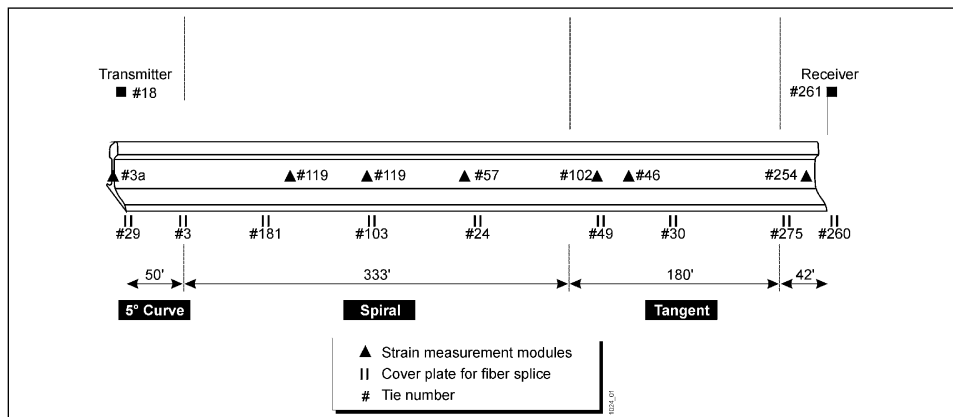 Transmitter
#18
Receiver
#261
#3a
#119
#119
#57
#102
#46
#254
#29
#3
#181
#103
#24
#49
#30
#275
#260
50'
333'
180'
42'
5° Curve
Spiral
Tangent
Strain measurement modules
Cover plate for fiber splice
# Tie number
1024_01